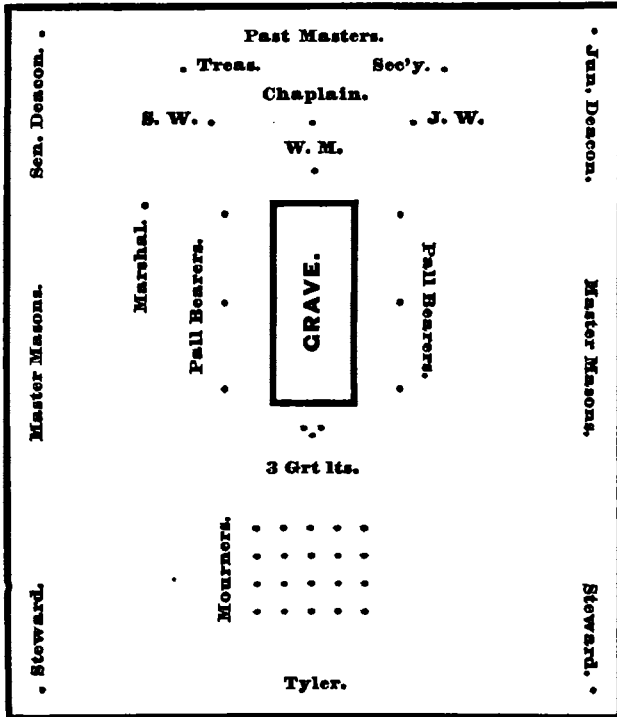 Past Masters.
Treas. Sec'y.
Chaplain.
S. W. J. W.
W. M.
Sen. Deacon.
Jun, Deacon.
Marshal.
Pall Bearers.
GRAVE.
Pall Bearers.
Master Masons.
Master Masons,
3 Grt lts.
Mourners.
Steward.
Steward.
Tyler.